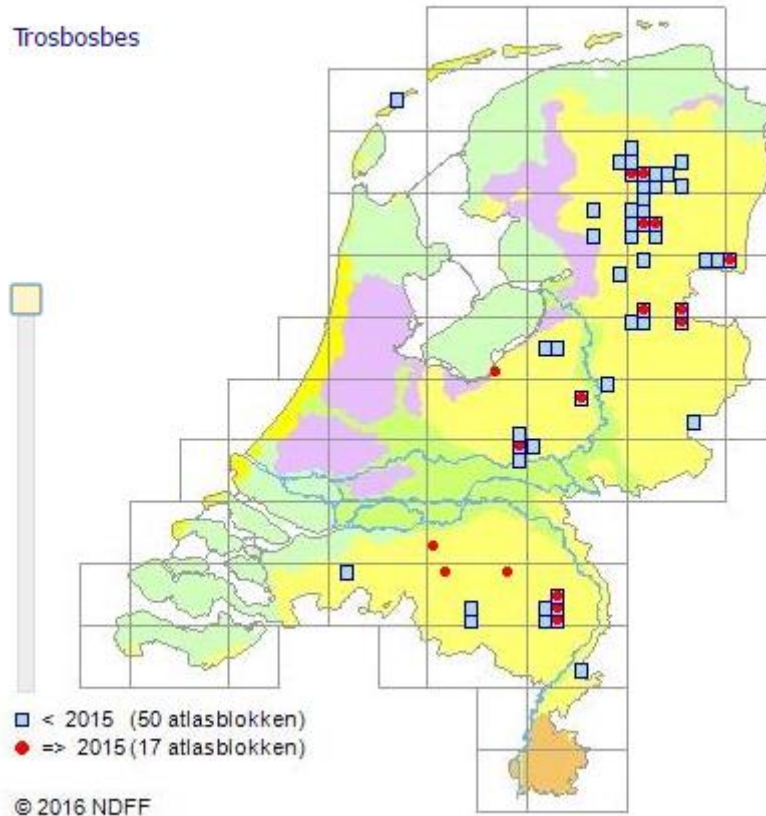 Trosbosbes
< 2015 (50 atlasblokken)
=> 2015 (17 atlasblokken)
© 2016 NDFF